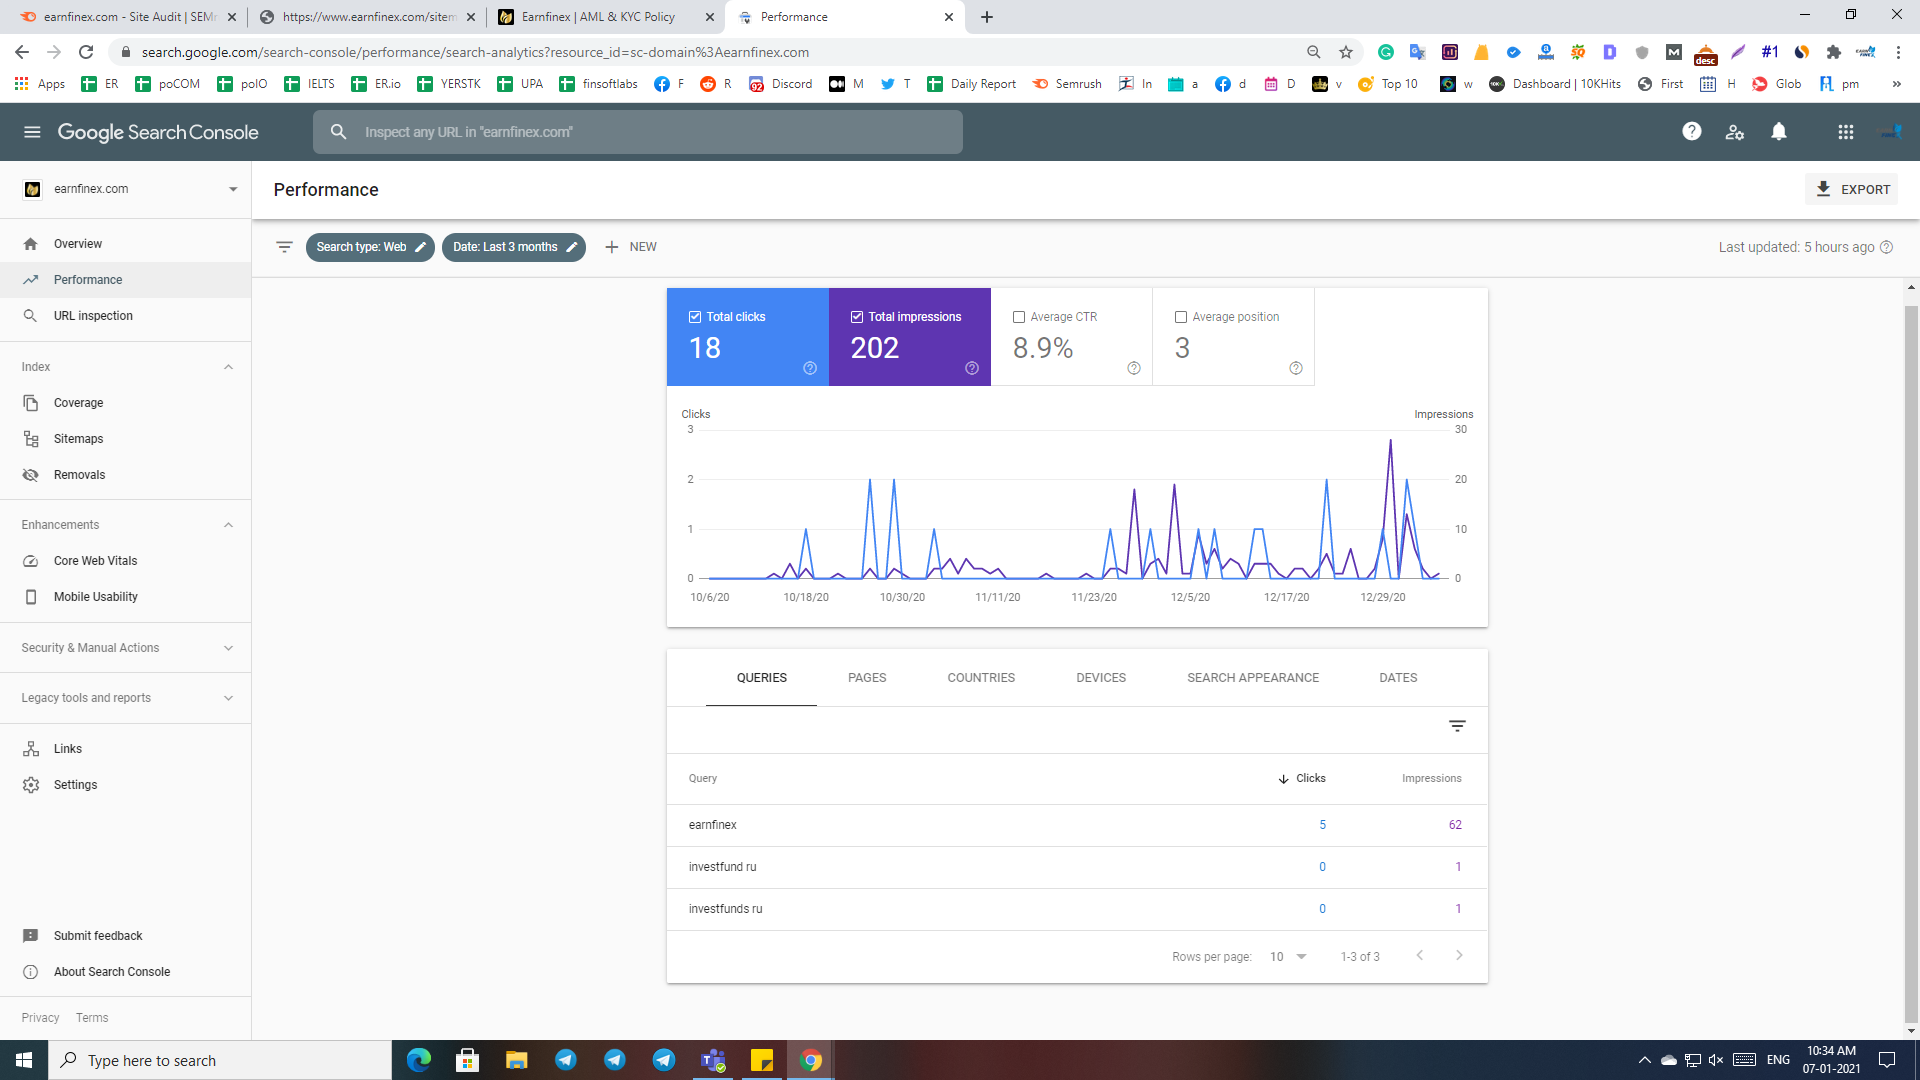 earnfinex.com - Site Audit | SEMr
https://www.earnfinex.com/sitem
Earnfinex | AML & KYC Policy
Performance
search.google.com/search-console/performance/search-analytics?resource_id=sc-domain%3Aearnfinex.com
#1
desc
Apps
ER
poCOM
polO
IELTS
ER.io
YERSTK
UPA
finsoftlabs
F
R
92
Discord
M
T
Daily Report
Semrush
In
a
d
D
v
Top 10
w
Dashboard | 10KHits
First
H
Glob
pm
»
Google Search Console
Inspect any URL in "earnfinex.com"
earnfinex.com
Performance
EXPORT
Overview
Performance
URL inspection
Index
Coverage
Sitemaps
Removals
Enhancements
Core Web Vitals
Mobile Usability
Security & Manual Actions
Legacy tools and reports
Links
Settings
Submit feedback
About Search Console
Privacy Terms
Search type: Web
Date: Last 3 months
NEW
Last updated: 5 hours ago
Total clicks
18
Total impressions
202
Average CTR
8.9%
Average position
3
Clicks
Impressions
3
30
2
20
1
10
0
0
10/6/20 10/18/20 10/30/20 11/11/20 11/23/20 12/5/20 12/17/20 12/29/20
QUERIES PAGES COUNTRIES DEVICES SEARCH APPEARANCE DATES
Query Clicks Impressions
earnfinex 5 62
investfund ru 0 1
investfunds ru 0 1
Rows per page: 10 1-3 of 3
Type here to search
ENG
10:34 AM
07-01-2021